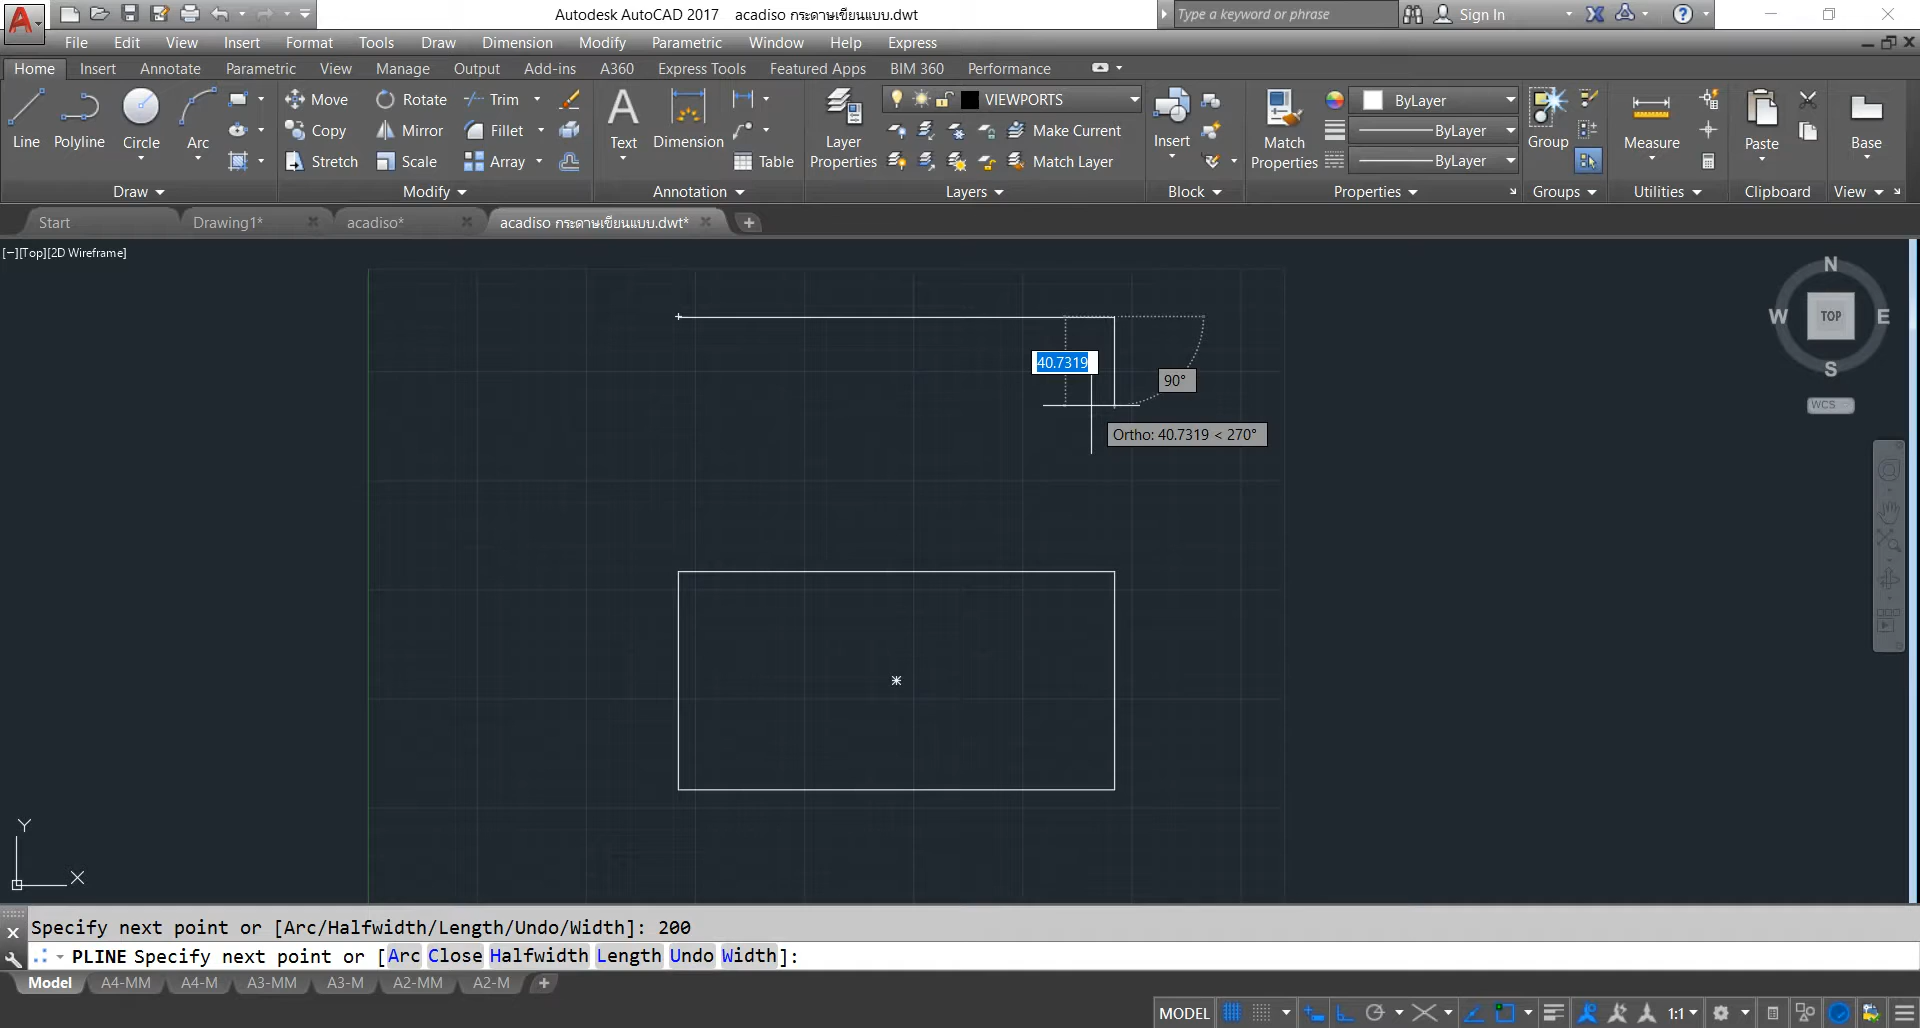 Autodesk AutoCAD 2017 acadiso กระดาษเขียนแบบ.dwt
Type a keyword or phrase
Sign In
File Edit View Insert Format Tools Draw Dimension Modify Parametric Window Help Express
Home Insert Annotate Parametric View Manage Output Add-ins A360 Express Tools Featured Apps BIM 360 Performance
Line Polyline Circle Arc
Move Rotate Trim
Copy Mirror Fillet
Stretch Scale Array
Text Dimension Table
Layer Properties
VIEWPORTS
Make Current
Match Layer
Insert
Match Properties
ByLayer
ByLayer
ByLayer
Group
Measure
Paste
Base
Draw Modify Annotation Layers Block Properties Groups Utilities Clipboard View
Start Drawing1* acadiso* acadiso กระดาษเขียนแบบ.dwt*
[−][Top][2D Wireframe]
N
W TOP E
S
WCS
40.7319
90°
Ortho: 40.7319 < 270°
Y
X
Specify next point or [Arc/Halfwidth/Length/Undo/Width]: 200
PLINE Specify next point or [Arc Close Halfwidth Length Undo Width]:
Model A4-MM A4-M A3-MM A3-M A2-MM A2-M
MODEL 1:1